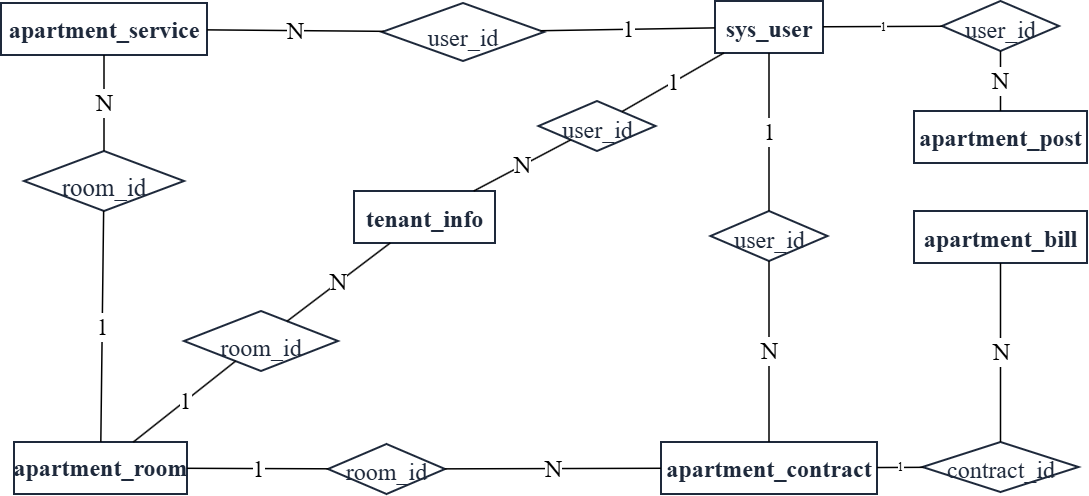 apartment_service
N
user_id
1
sys_user
1
user_id
N
apartment_post
N
room_id
1
1
user_id
N
tenant_info
N
room_id
1
1
user_id
N
apartment_bill
N
apartment_room
1
room_id
N
apartment_contract
1
contract_id